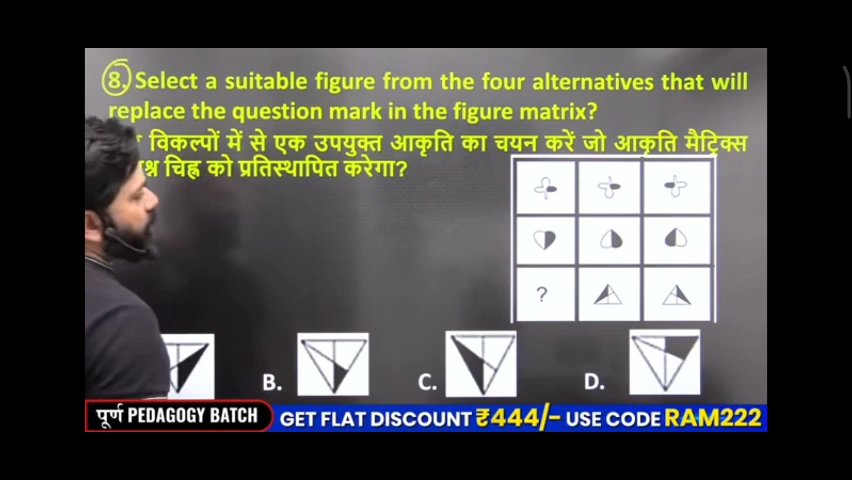 8. Select a suitable figure from the four alternatives that will
replace the question mark in the figure matrix?
विकल्पों में से एक उपयुक्त आकृति का चयन करें जो आकृति मैट्रिक्स
चिह्न को प्रतिस्थापित करेगा?
?
B.
C.
D.
पूर्ण PEDAGOGY BATCH
GET FLAT DISCOUNT ₹444/- USE CODE RAM222